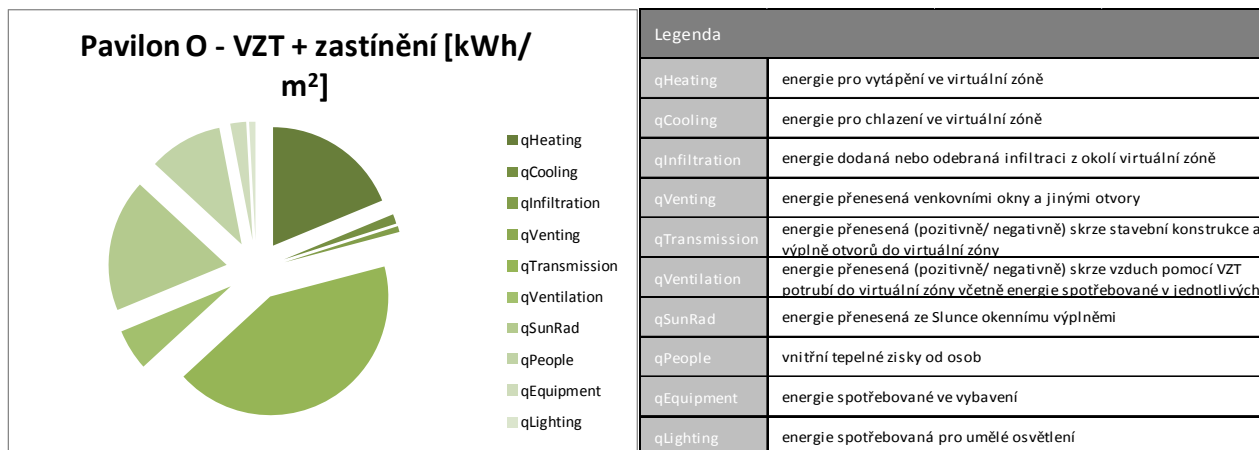 Pavilon O - VZT + zastínění [kWh/
m²]
qHeating
qCooling
qInfiltration
qVenting
qTransmission
qVentilation
qSunRad
qPeople
qEquipment
qLighting
Legenda
qHeating energie pro vytápění ve virtuální zóně
qCooling energie pro chlazení ve virtuální zóně
qInfiltration energie dodaná nebo odebraná infiltraci z okolí virtuální zóně
qVenting energie přenesená venkovními okny a jinými otvory
qTransmission energie přenesená (pozitivně/ negativně) skrze stavební konstrukce a
výplně otvorů do virtuální zóny
qVentilation energie přenesená (pozitivně/ negativně) skrze vzduch pomocí VZT
potrubí do virtuální zóny včetně energie spotřebované v jednotlivých
qSunRad energie přenesená ze Slunce okennímu výplněmi
qPeople vnitřní tepelné zisky od osob
qEquipment energie spotřebované ve vybavení
qLighting energie spotřebovaná pro umělé osvětlení